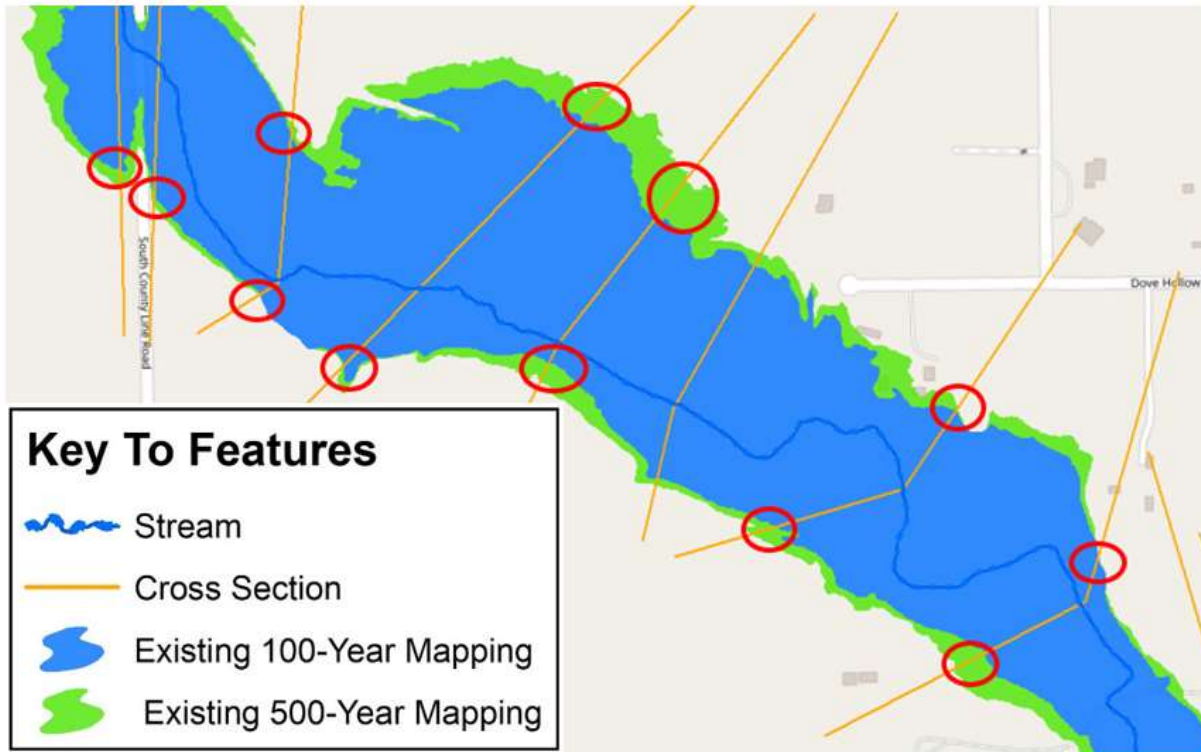 South County Line Road
Dove Hollow
Key To Features
Stream
Cross Section
Existing 100-Year Mapping
Existing 500-Year Mapping